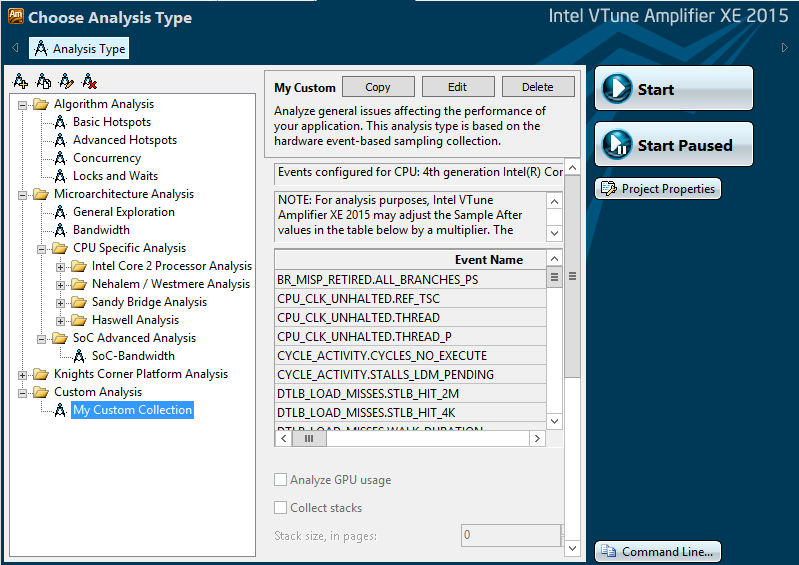 Am Choose Analysis Type
Intel VTune Amplifier XE 2015
Analysis Type
Algorithm Analysis
Basic Hotspots
Advanced Hotspots
Concurrency
Locks and Waits
Microarchitecture Analysis
General Exploration
Bandwidth
CPU Specific Analysis
Intel Core 2 Processor Analysis
Nehalem / Westmere Analysis
Sandy Bridge Analysis
Haswell Analysis
SoC Advanced Analysis
SoC-Bandwidth
Knights Corner Platform Analysis
Custom Analysis
My Custom Collection
My Custom
Copy
Edit
Delete
Analyze general issues affecting the performance of
your application. This analysis type is based on the
hardware event-based sampling collection.
Events configured for CPU: 4th generation Intel(R) Cor
NOTE: For analysis purposes, Intel VTune
Amplifier XE 2015 may adjust the Sample After
values in the table below by a multiplier. The
Event Name
BR_MISP_RETIRED.ALL_BRANCHES_PS
CPU_CLK_UNHALTED.REF_TSC
CPU_CLK_UNHALTED.THREAD
CPU_CLK_UNHALTED.THREAD_P
CYCLE_ACTIVITY.CYCLES_NO_EXECUTE
CYCLE_ACTIVITY.STALLS_LDM_PENDING
DTLB_LOAD_MISSES.STLB_HIT_2M
DTLB_LOAD_MISSES.STLB_HIT_4K
DTLB_LOAD_MISSES.WALK_DURATION
Analyze GPU usage
Collect stacks
Stack size, in pages:
0
Start
Start Paused
Project Properties
Command Line...